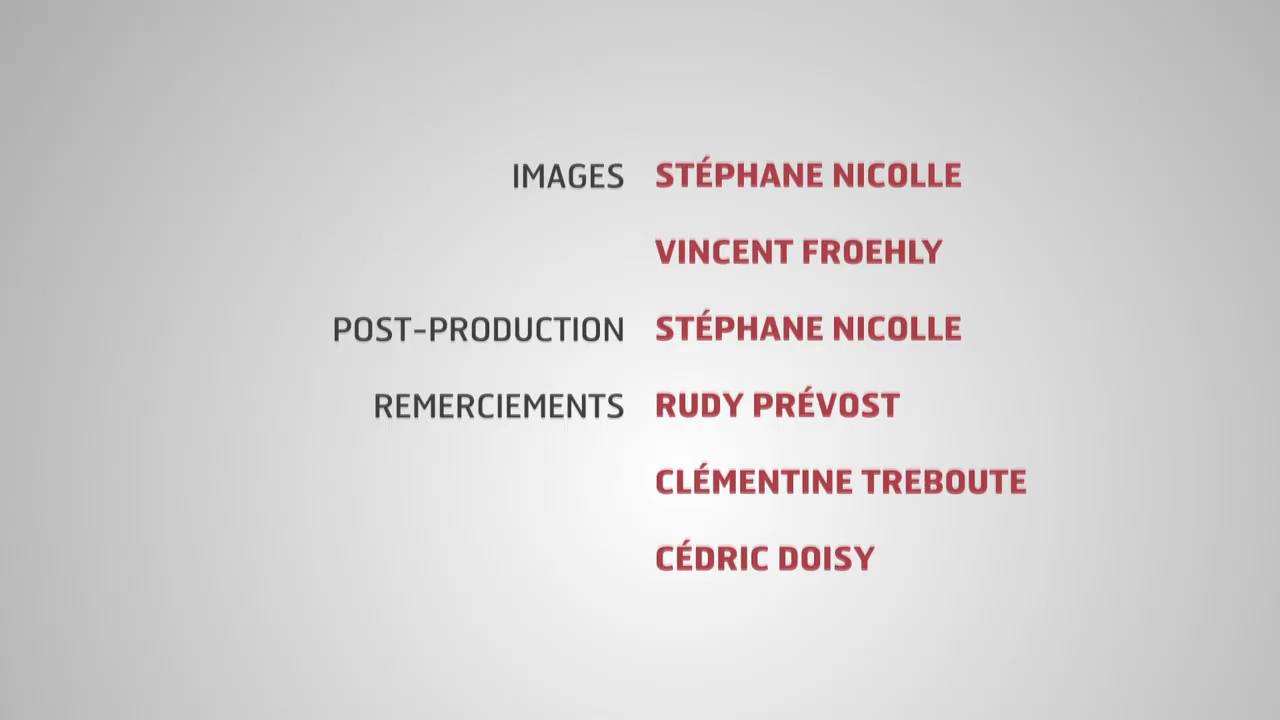 IMAGES STÉPHANE NICOLLE
VINCENT FROEHLY
POST-PRODUCTION STÉPHANE NICOLLE
REMERCIEMENTS RUDY PRÉVOST
CLÉMENTINE TREBOUTE
CÉDRIC DOISY